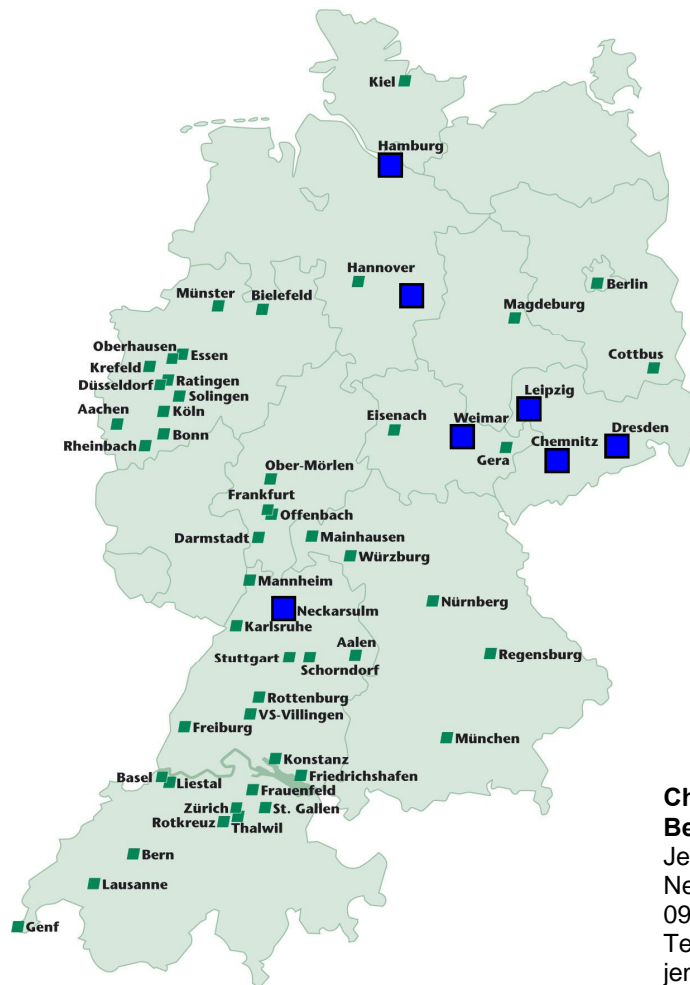 Kiel
Hamburg
Hannover
Berlin
Münster
Bielefeld
Magdeburg
Oberhausen
Essen
Krefeld
Cottbus
Ratingen
Düsseldorf
Solingen
Leipzig
Aachen
Köln
Eisenach
Weimar
Dresden
Bonn
Chemnitz
Rheinbach
Gera
Ober-Mörlen
Frankfurt
Offenbach
Darmstadt
Mainhausen
Würzburg
Mannheim
Nürnberg
Neckarsulm
Karlsruhe
Aalen
Stuttgart
Schorndorf
Regensburg
Rottenburg
VS-Villingen
Freiburg
München
Konstanz
Basel
Liestal
Friedrichshafen
Frauenfeld
Zürich
St. Gallen
Rotkreuz
Thalwil
Bern
Lausanne
Genf
Ch
Be
Je
Ne
09
Te
jer